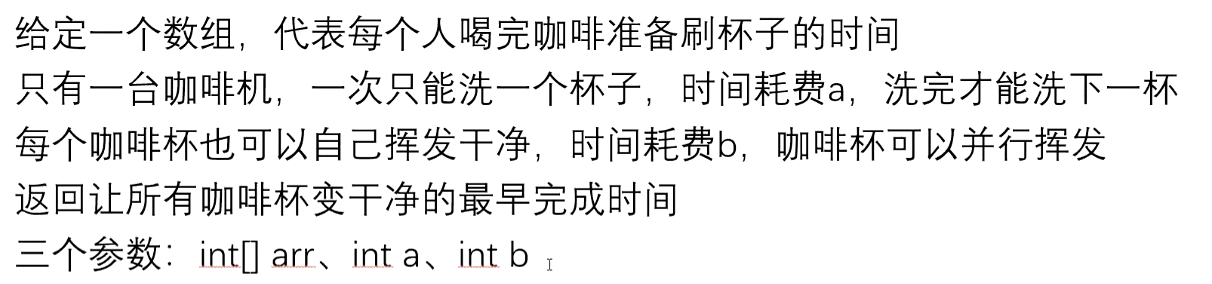 给定一个数组，代表每个人喝完咖啡准备刷杯子的时间
只有一台咖啡机，一次只能洗一个杯子，时间耗费a，洗完才能洗下一杯
每个咖啡杯也可以自己挥发干净，时间耗费b，咖啡杯可以并行挥发
返回让所有咖啡杯变干净的最早完成时间
三个参数：int[] arr、int a、int b